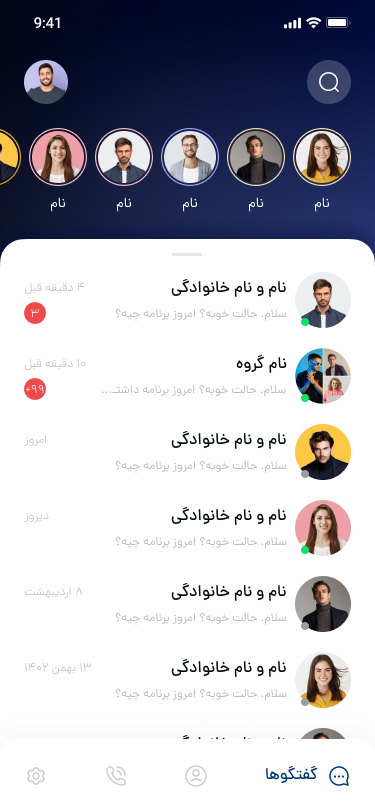 9:41
نام
نام
نام
نام
نام
نام و نام خانوادگی
۴ دقیقه قبل
سلام. حالت خوبه؟ امروز برنامه چیه؟
۳
نام گروه
۱۰ دقیقه قبل
سلام. حالت خوبه؟ امروز برنامه داشتـ...
+۹۹
نام و نام خانوادگی
امروز
سلام. حالت خوبه؟ امروز برنامه چیه؟
نام و نام خانوادگی
دیروز
سلام. حالت خوبه؟ امروز برنامه چیه؟
نام و نام خانوادگی
۸ اردیبهشت
سلام. حالت خوبه؟ امروز برنامه چیه؟
نام و نام خانوادگی
۱۳ بهمن ۱۴۰۲
سلام. حالت خوبه؟ امروز برنامه چیه؟
گفتگوها